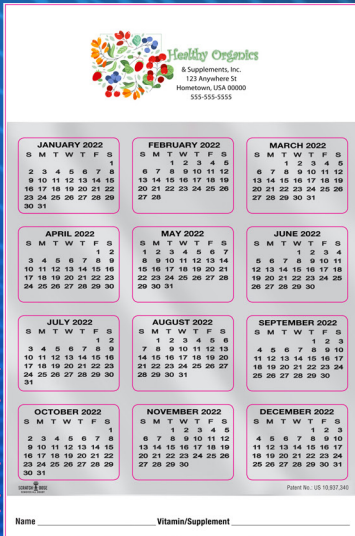 Healthy Organics
& Supplements, Inc.
123 Anywhere St
Hometown, USA 00000
555-555-5555
JANUARY 2022
S M T W T F S
1
2 3 4 5 6 7 8
9 10 11 12 13 14 15
16 17 18 19 20 21 22
23 24 25 26 27 28 29
30 31
FEBRUARY 2022
S M T W T F S
1 2 3 4 5
6 7 8 9 10 11 12
13 14 15 16 17 18 19
20 21 22 23 24 25 26
27 28
MARCH 2022
S M T W T F S
1 2 3 4 5
6 7 8 9 10 11 12
13 14 15 16 17 18 19
20 21 22 23 24 25 26
27 28 29 30 31
APRIL 2022
S M T W T F S
1 2
3 4 5 6 7 8 9
10 11 12 13 14 15 16
17 18 19 20 21 22 23
24 25 26 27 28 29 30
MAY 2022
S M T W T F S
1 2 3 4 5 6 7
8 9 10 11 12 13 14
15 16 17 18 19 20 21
22 23 24 25 26 27 28
29 30 31
JUNE 2022
S M T W T F S
1 2 3 4
5 6 7 8 9 10 11
12 13 14 15 16 17 18
19 20 21 22 23 24 25
26 27 28 29 30
JULY 2022
S M T W T F S
1 2
3 4 5 6 7 8 9
10 11 12 13 14 15 16
17 18 19 20 21 22 23
24 25 26 27 28 29 30
31
AUGUST 2022
S M T W T F S
1 2 3 4 5 6
7 8 9 10 11 12 13
14 15 16 17 18 19 20
21 22 23 24 25 26 27
28 29 30 31
SEPTEMBER 2022
S M T W T F S
1 2 3
4 5 6 7 8 9 10
11 12 13 14 15 16 17
18 19 20 21 22 23 24
25 26 27 28 29 30
OCTOBER 2022
S M T W T F S
1
2 3 4 5 6 7 8
9 10 11 12 13 14 15
16 17 18 19 20 21 22
23 24 25 26 27 28 29
30 31
NOVEMBER 2022
S M T W T F S
1 2 3 4 5
6 7 8 9 10 11 12
13 14 15 16 17 18 19
20 21 22 23 24 25 26
27 28 29 30
DECEMBER 2022
S M T W T F S
1 2 3
4 5 6 7 8 9 10
11 12 13 14 15 16 17
18 19 20 21 22 23 24
25 26 27 28 29 30 31
Patent No.: US 10,937,340
Name Vitamin/Supplement